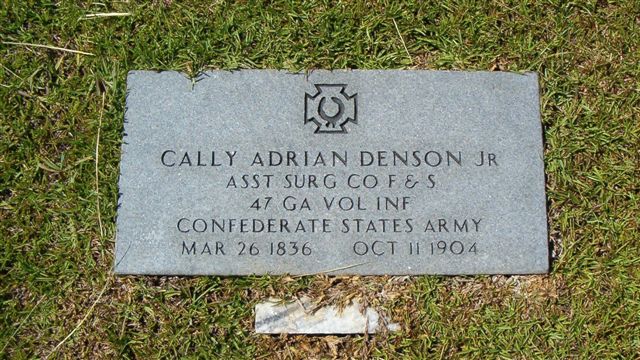 CALLY ADRIAN DENSON JR
ASST SURG CO F & S
47 GA VOL INF
CONFEDERATE STATES ARMY
MAR 26 1836 OCT 11 1904